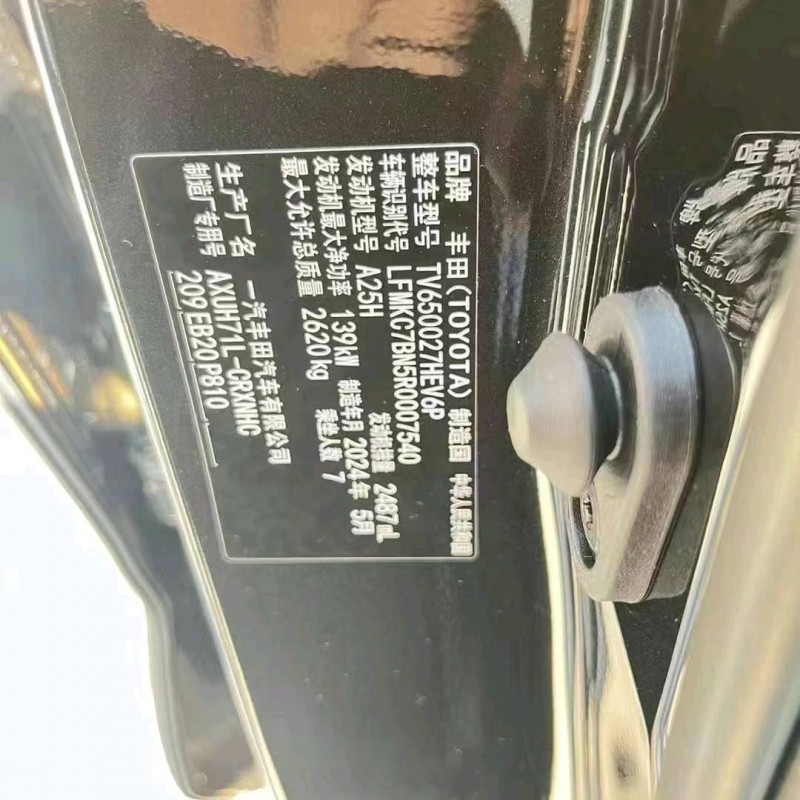 品牌 丰田(TOYOTA) 制造国 中华人民共和国
整车型号 TV650027HEV6P
车辆识别代号 LFMKC7BN5R0007540
发动机型号 A25H 发动机排量 2487mL
发动机最大净功率 139kW 制造年月 2024年 5月
最大允许总质量 2620kg 乘坐人数 7
生产厂名 一汽丰田汽车有限公司
制造厂专用号 AXUH71L-CRXNHC
209/EB20/P810